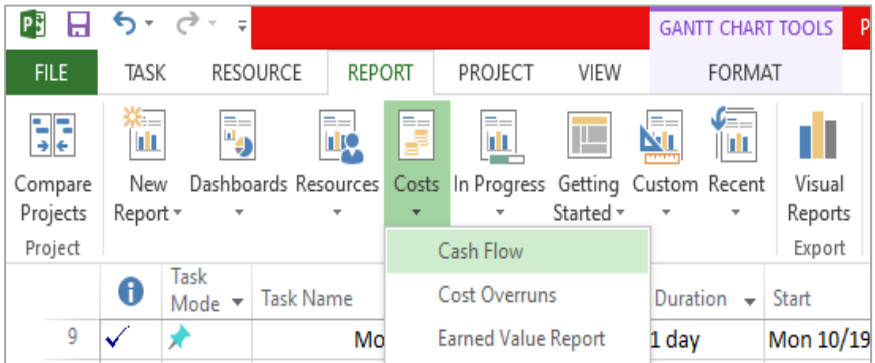 GANTT CHART TOOLS P
FILE TASK RESOURCE REPORT PROJECT VIEW FORMAT
Compare Projects
New Report
Dashboards
Resources
Costs
In Progress
Getting Started
Custom
Recent
Visual Reports
Project
Export
Cash Flow
Cost Overruns
Earned Value Report
Task Mode
Task Name
Duration
Start
9 Mo 1 day Mon 10/19